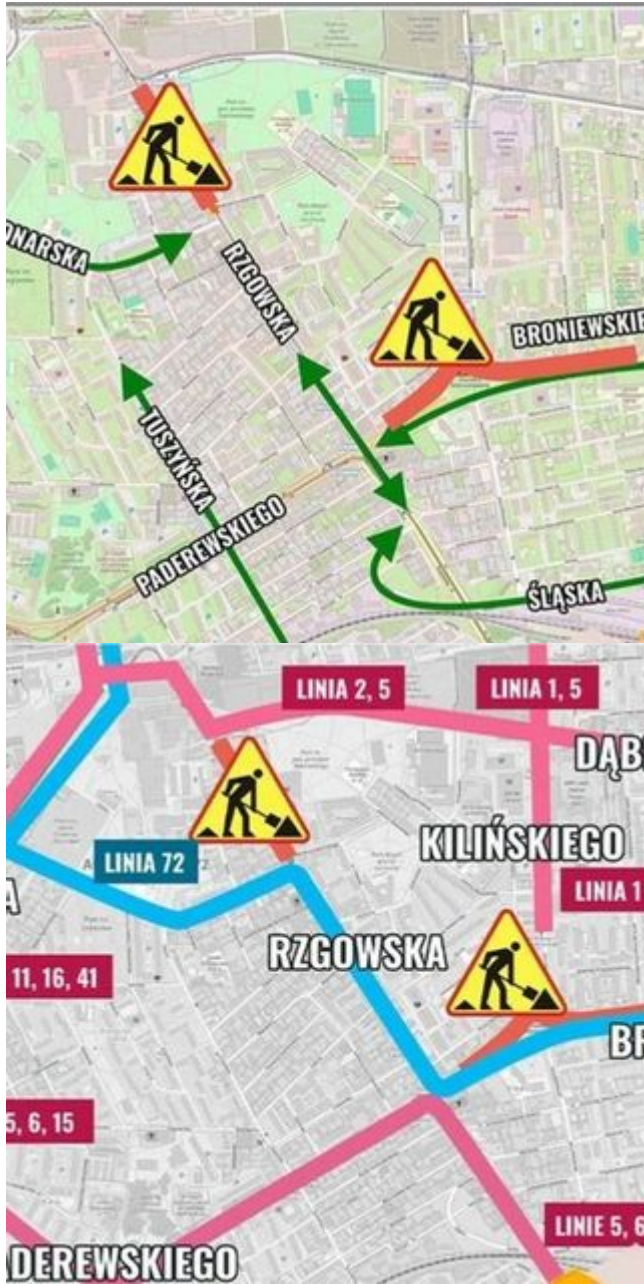 ONARSKA
RZGOWSKA
BRONIEWSKIE
TUSZYŃSKA
PADEREWSKIEGO
ŚLĄSKA
LINIA 2, 5
LINIA 1, 5
DĄB
LINIA 72
KILIŃSKIEGO
LINIA 1
A
RZGOWSKA
11, 16, 41
BR
5, 6, 15
LINIE 5, 6
DEREWSKIEGO